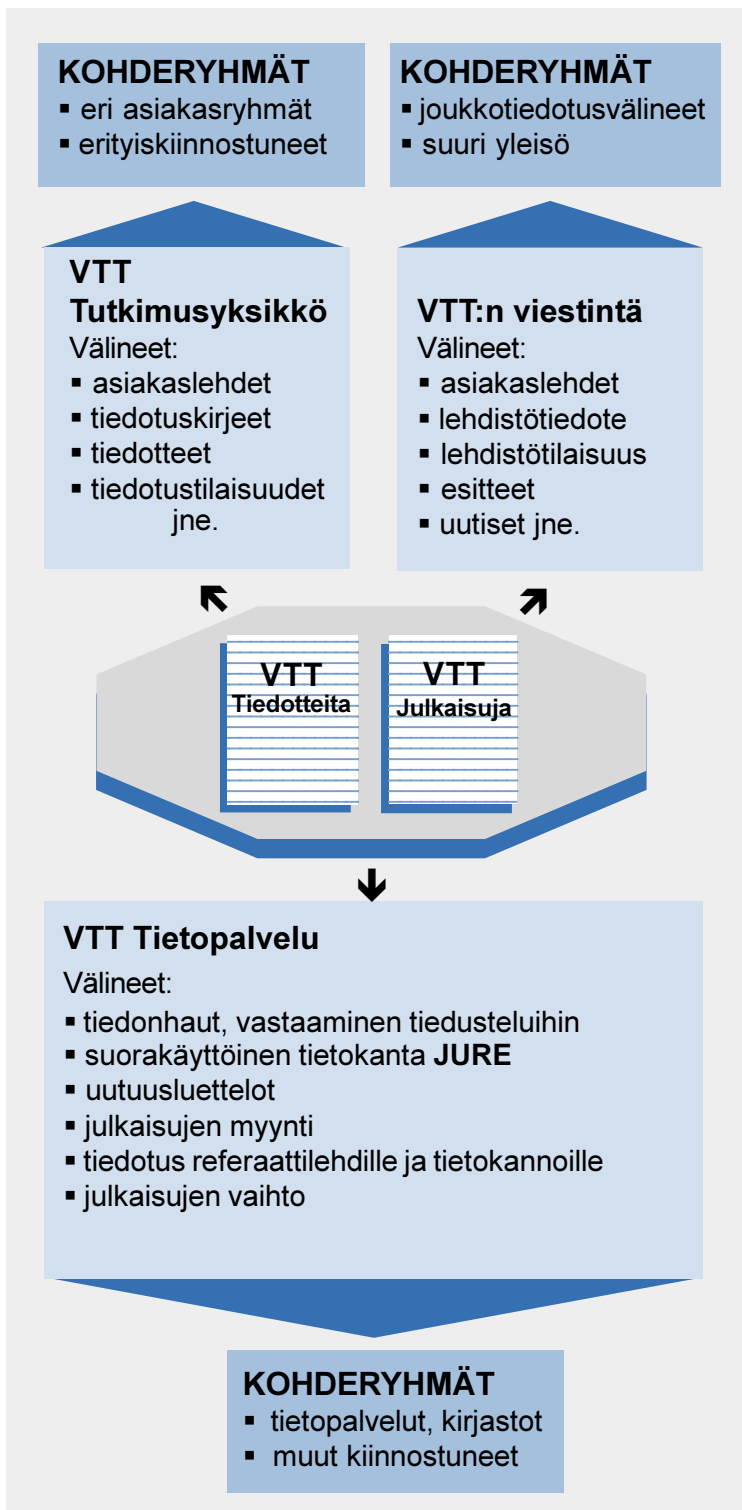 KOHDERYHMÄT
▪ eri asiakasryhmät
▪ erityiskiinnostuneet
KOHDERYHMÄT
▪ joukkotiedotusvälineet
▪ suuri yleisö
VTT
Tutkimusyksikkö
Välineet:
▪ asiakaslehdet
▪ tiedotuskirjeet
▪ tiedotteet
▪ tiedotustilaisuudet
jne.
VTT:n viestintä
Välineet:
▪ asiakaslehdet
▪ lehdistötiedote
▪ lehdistötilaisuus
▪ esitteet
▪ uutiset jne.
VTT
Tiedotteita
VTT
Julkaisuja
VTT Tietopalvelu
Välineet:
▪ tiedonhaut, vastaaminen tiedusteluihin
▪ suorakäyttöinen tietokanta JURE
▪ uutuusluettelot
▪ julkaisujen myynti
▪ tiedotus referaattilehdille ja tietokannoille
▪ julkaisujen vaihto
KOHDERYHMÄT
▪ tietopalvelut, kirjastot
▪ muut kiinnostuneet